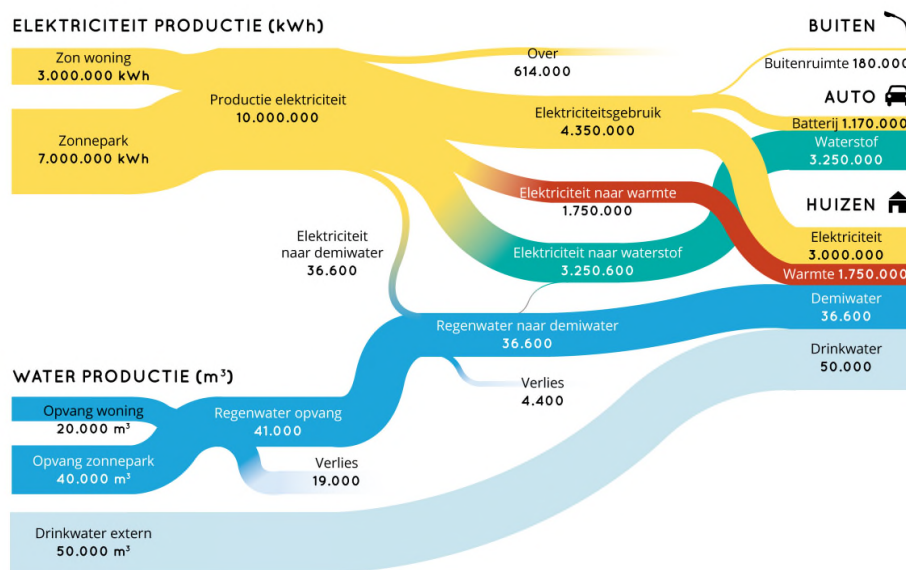 ELEKTRICITEIT PRODUCTIE (kWh)
Zon woning
3.000.000 kWh
Zonnepark
7.000.000 kWh
Productie elektriciteit
10.000.000
Over
614.000
Elektriciteitsgebruik
4.350.000
Elektriciteit naar warmte
1.750.000
Elektriciteit naar waterstof
3.250.600
Elektriciteit
naar demiwater
36.600
BUITEN
Buitenruimte 180.000
AUTO
Batterij 1.170.000
Waterstof
3.250.000
HUIZEN
Elektriciteit
3.000.000
Warmte 1.750.000
Demiwater
36.600
Drinkwater
50.000
Regenwater naar demiwater
36.600
Verlies
4.400
WATER PRODUCTIE (m³)
Opvang woning
20.000 m³
Opvang zonnepark
40.000 m³
Regenwater opvang
41.000
Verlies
19.000
Drinkwater extern
50.000 m³